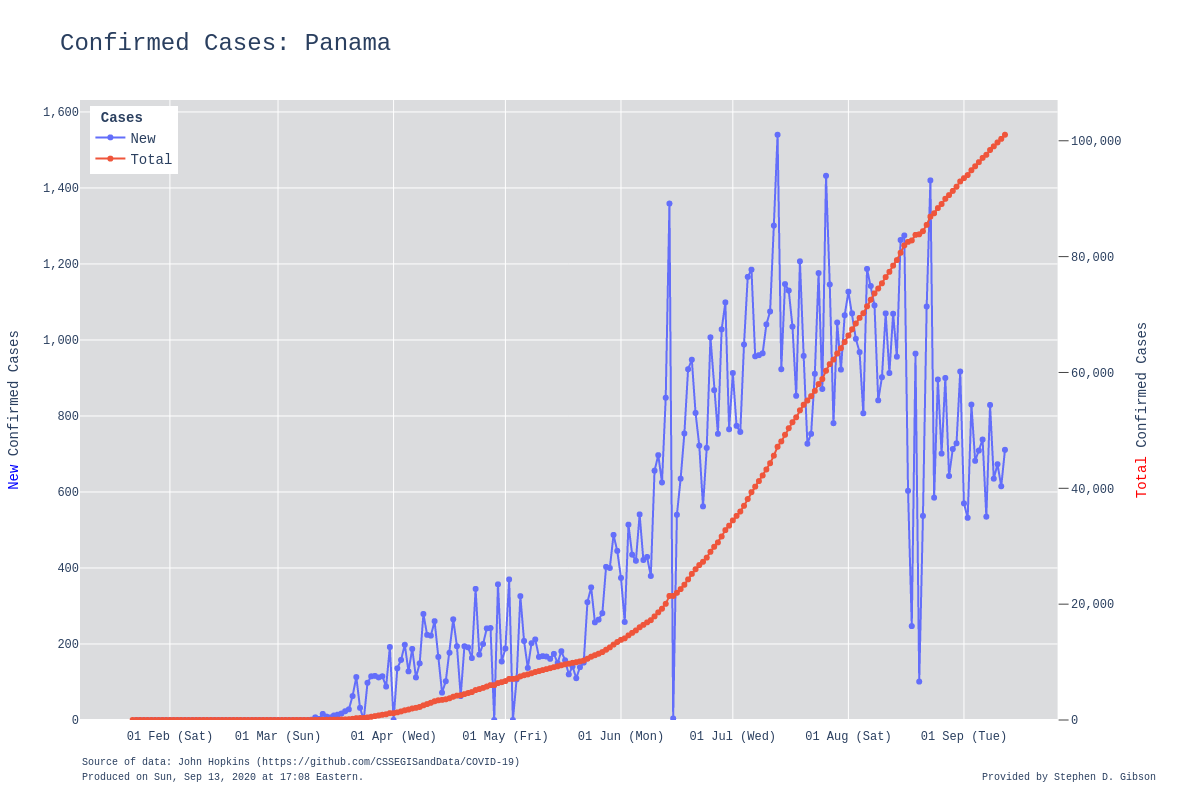 Confirmed Cases: Panama
Cases
New
Total
1,600
1,400
1,200
1,000
800
600
400
200
0
100,000
80,000
60,000
40,000
20,000
0
New Confirmed Cases
Total Confirmed Cases
01 Feb (Sat)
01 Mar (Sun)
01 Apr (Wed)
01 May (Fri)
01 Jun (Mon)
01 Jul (Wed)
01 Aug (Sat)
01 Sep (Tue)
Source of data: John Hopkins (https://github.com/CSSEGISandData/COVID-19)
Produced on Sun, Sep 13, 2020 at 17:08 Eastern.
Provided by Stephen D. Gibson